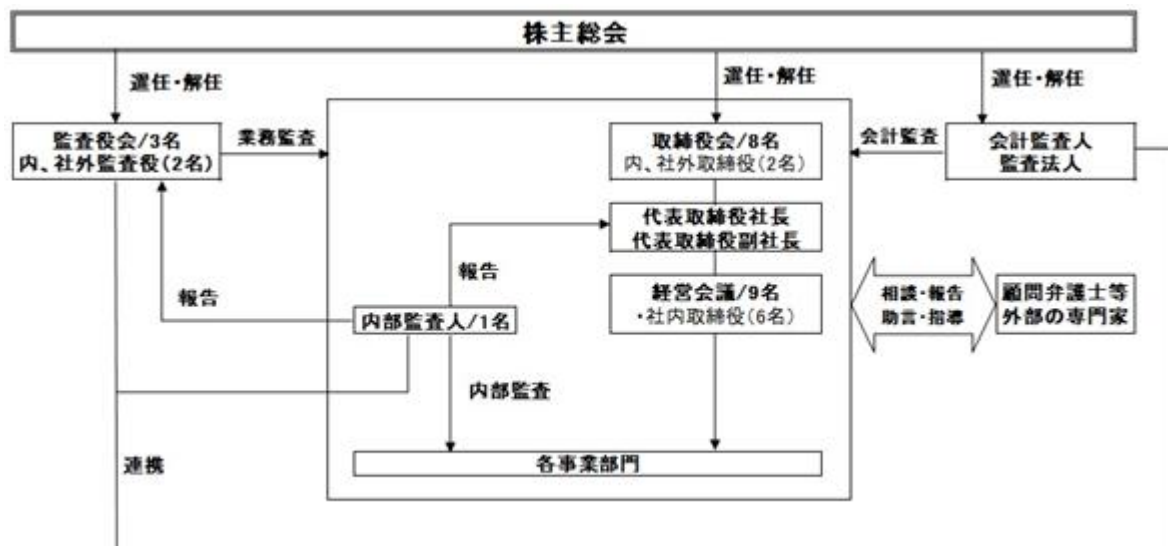 株主総会
選任・解任
選任・解任
選任・解任
監査役会/3名
内、社外監査役(2名)
業務監査
取締役会/8名
内、社外取締役(2名)
会計監査
会計監査人
監査法人
代表取締役社長
代表取締役副社長
報告
報告
経営会議/9名
・社内取締役(6名)
相談・報告
助言・指導
顧問弁護士等
外部の専門家
内部監査人/1名
内部監査
各事業部門
連携